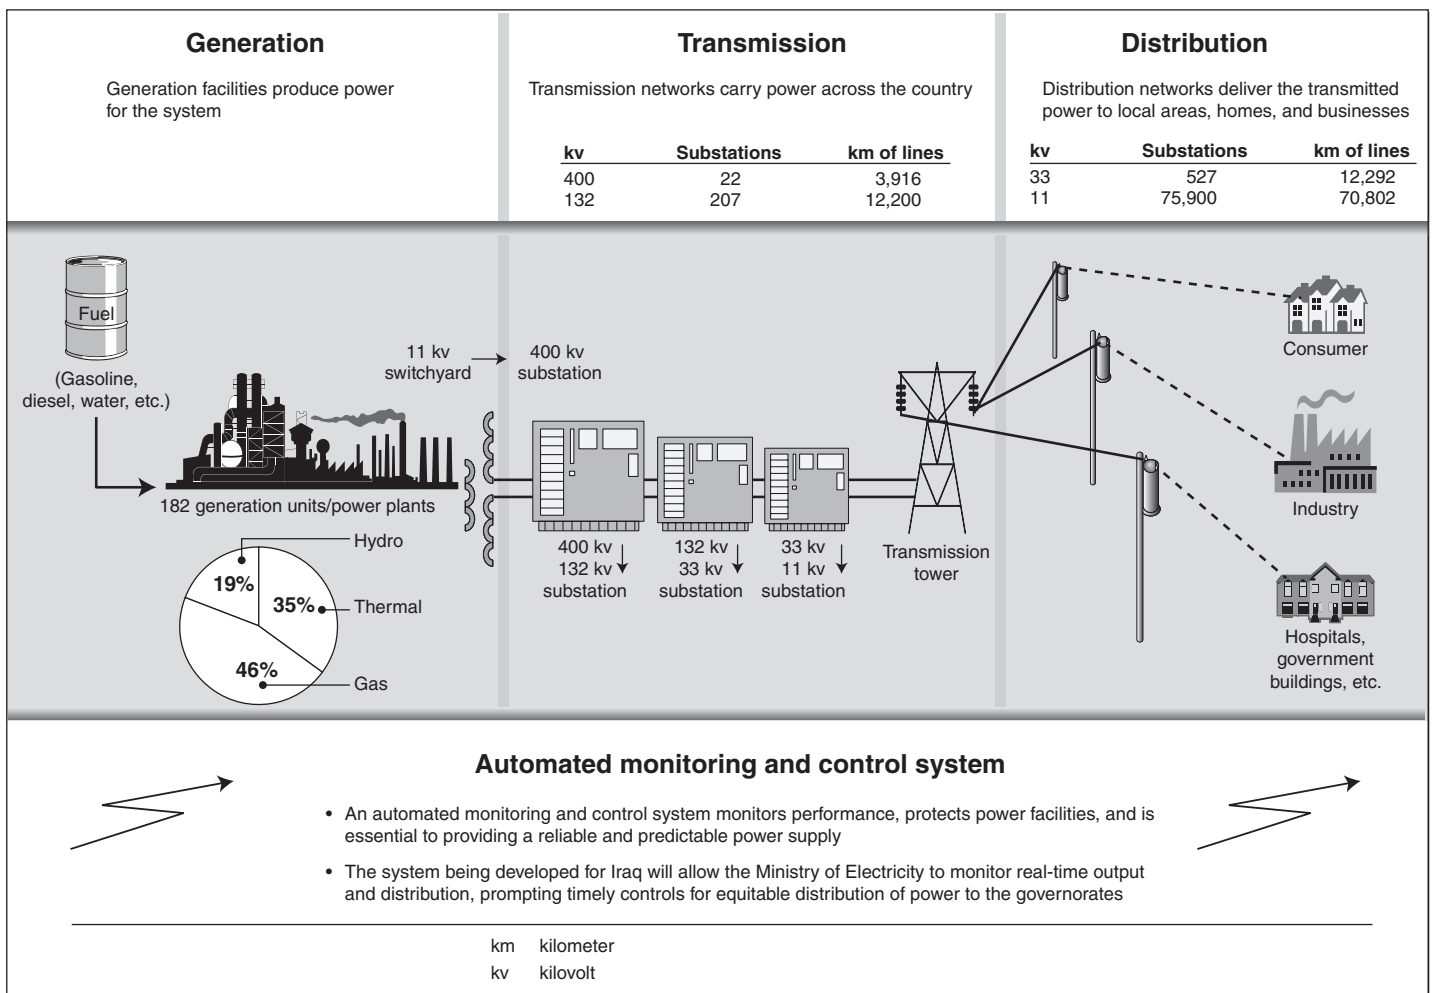 Generation
Generation facilities produce power
for the system
Transmission
Transmission networks carry power across the country
kv Substations km of lines
400 22 3,916
132 207 12,200
Distribution
Distribution networks deliver the transmitted
power to local areas, homes, and businesses
kv Substations km of lines
33 527 12,292
11 75,900 70,802
Fuel
(Gasoline,
diesel, water, etc.)
182 generation units/power plants
11 kv
switchyard
400 kv
substation
Hydro
19%
35%
Thermal
46%
Gas
400 kv
132 kv
substation
132 kv
33 kv
substation
33 kv
11 kv
substation
Transmission
tower
Consumer
Industry
Hospitals,
government
buildings, etc.
Automated monitoring and control system
• An automated monitoring and control system monitors performance, protects power facilities, and is
essential to providing a reliable and predictable power supply
• The system being developed for Iraq will allow the Ministry of Electricity to monitor real-time output
and distribution, prompting timely controls for equitable distribution of power to the governorates
km kilometer
kv kilovolt